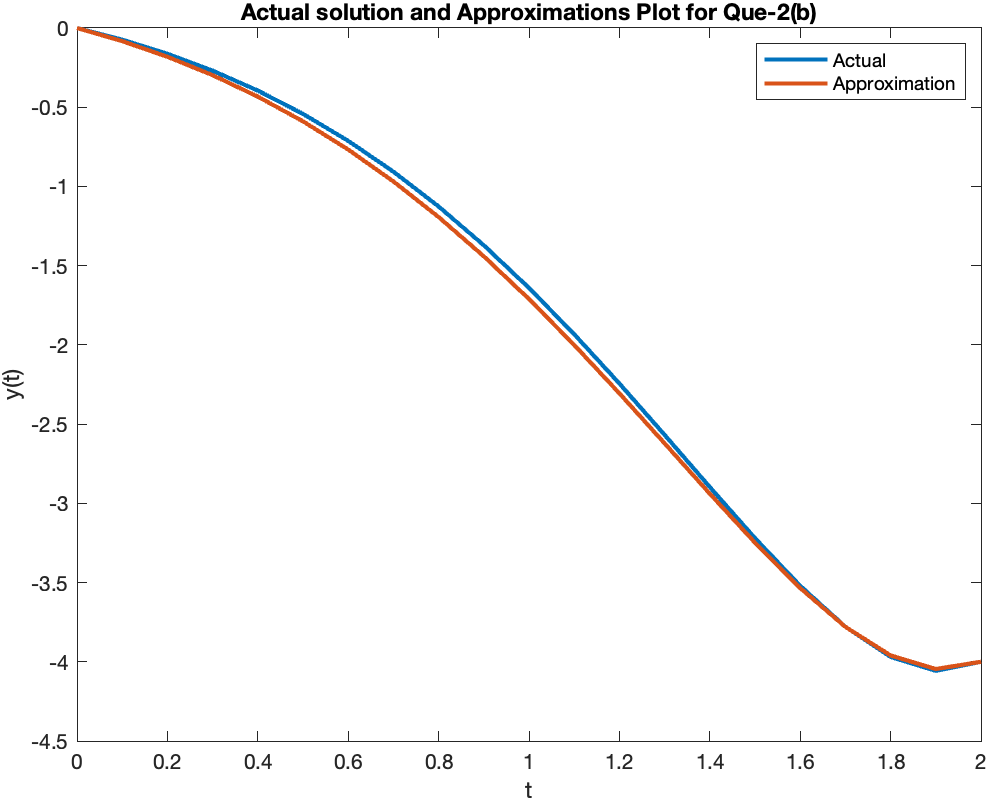 Actual solution and Approximations Plot for Que-2(b)
Actual
Approximation
y(t)
0
-0.5
-1
-1.5
-2
-2.5
-3
-3.5
-4
-4.5
0 0.2 0.4 0.6 0.8 1 1.2 1.4 1.6 1.8 2
t